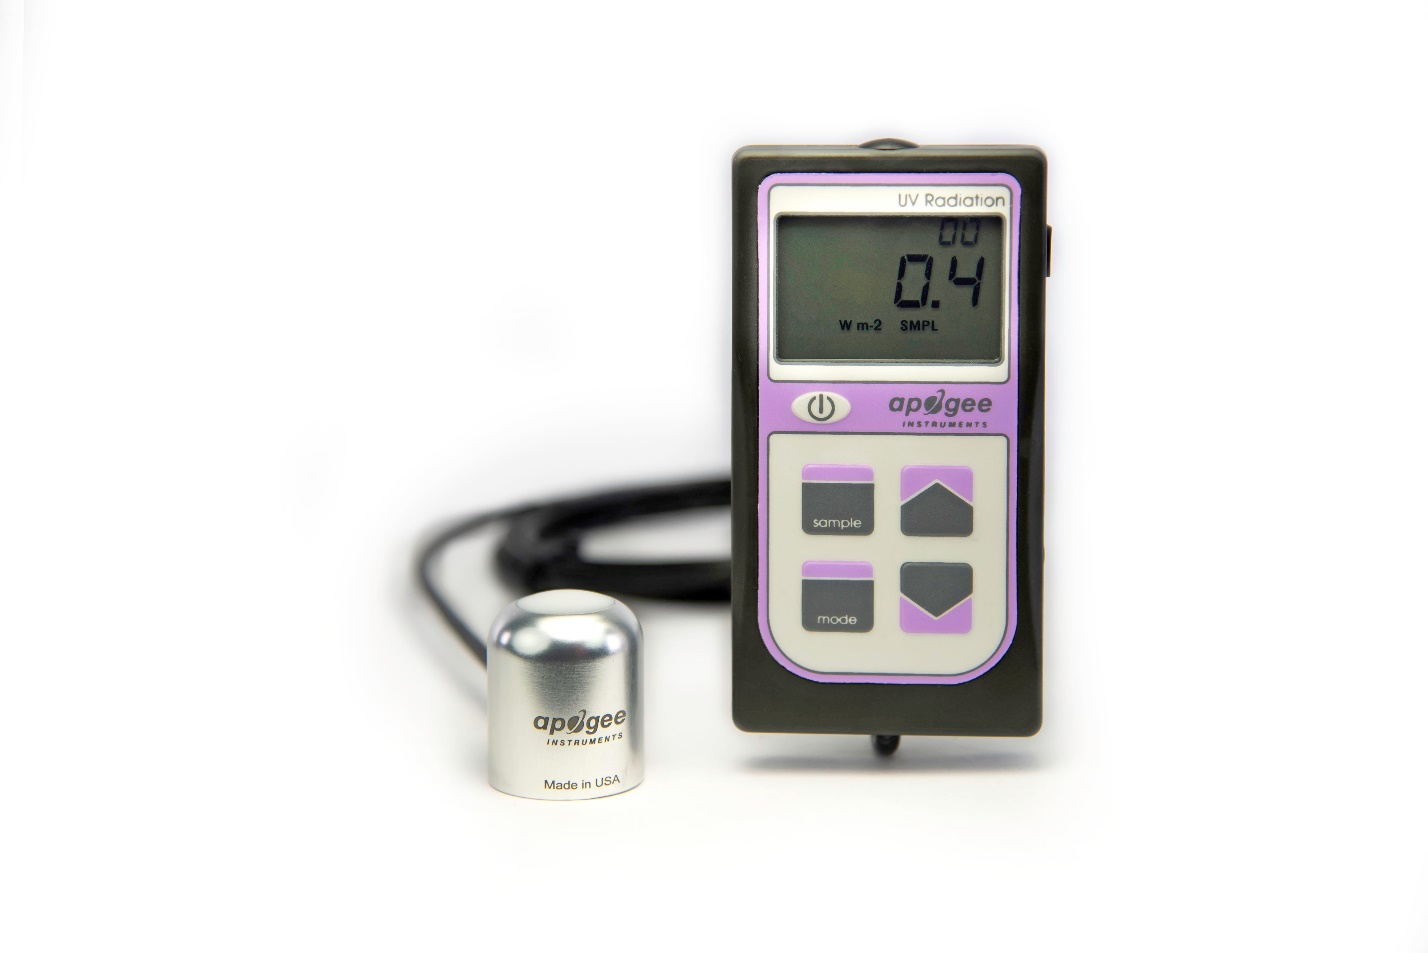 UV Radiation
00
0.4
W m-2 SMPL
apogee
INSTRUMENTS
sample
mode
apogee
INSTRUMENTS
Made in USA